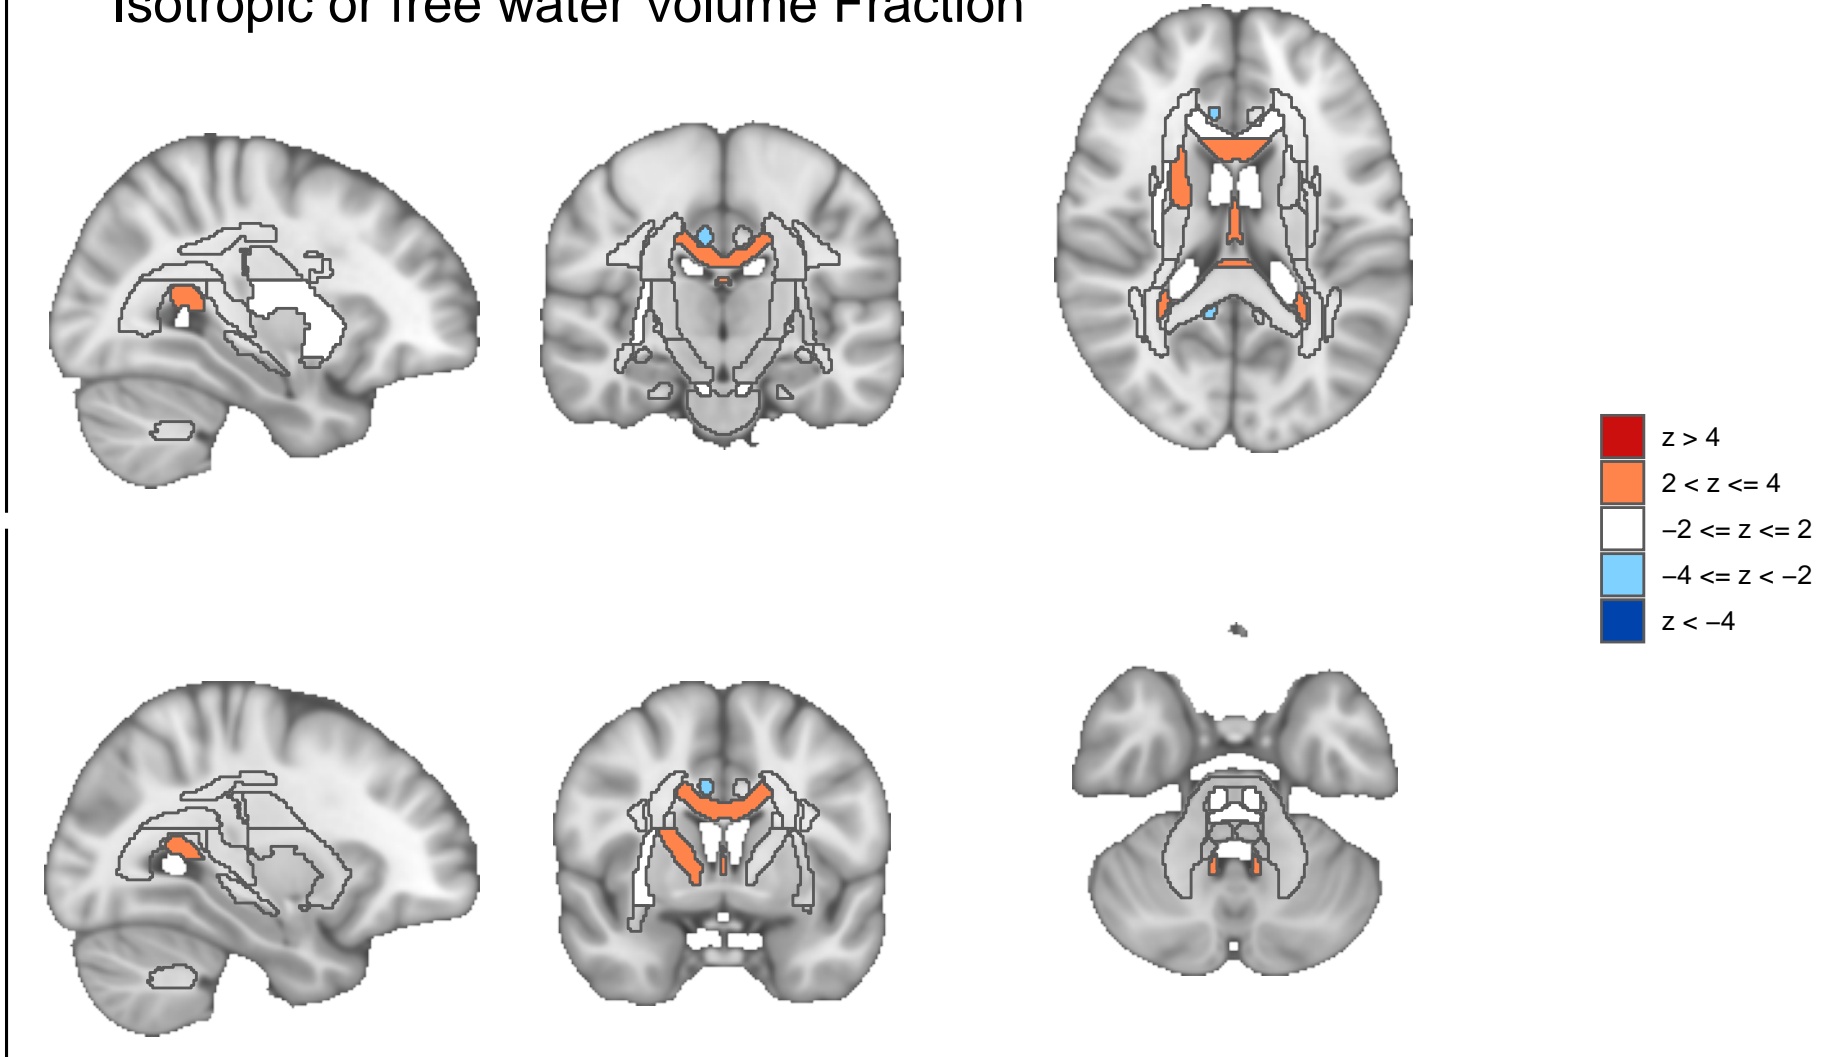 Isotropic or free water Volume Fraction
z > 4
2 < z <= 4
−2 <= z <= 2
−4 <= z < −2
z < −4